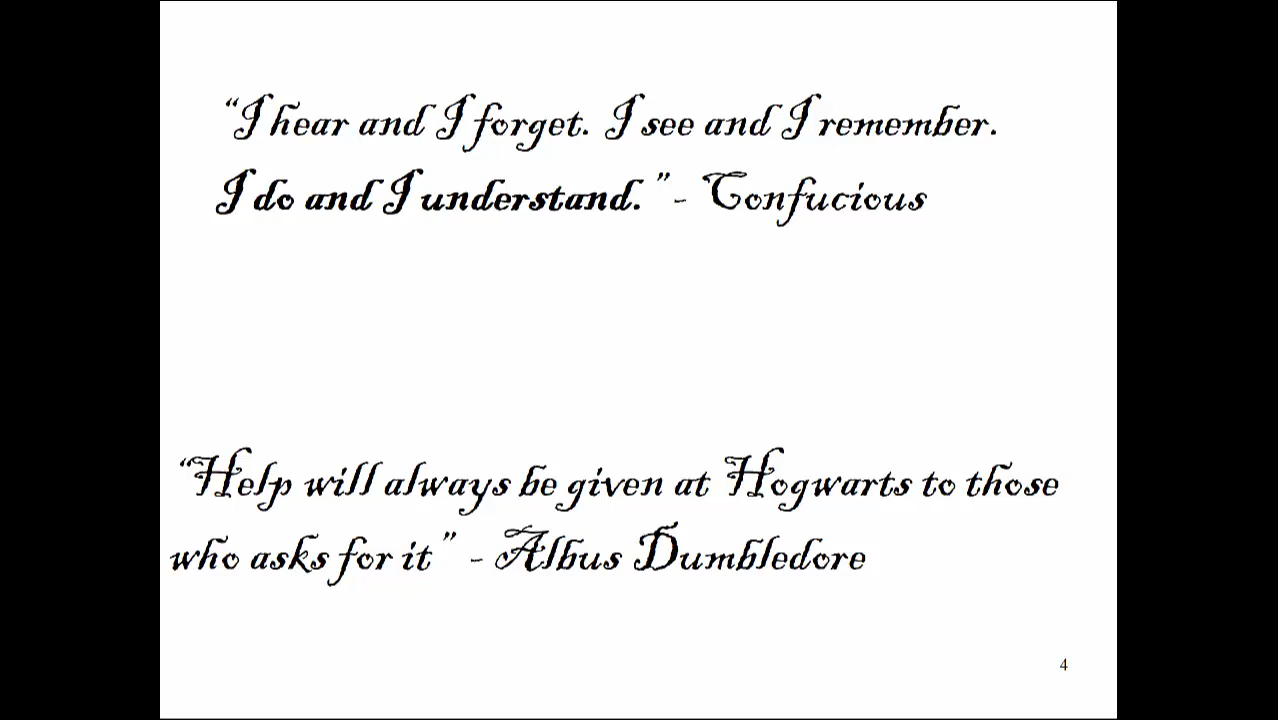 “I hear and I forget. I see and I remember.
I do and I understand.” - Confucious
“Help will always be given at Hogwarts to those
who asks for it” - Albus Dumbledore
4